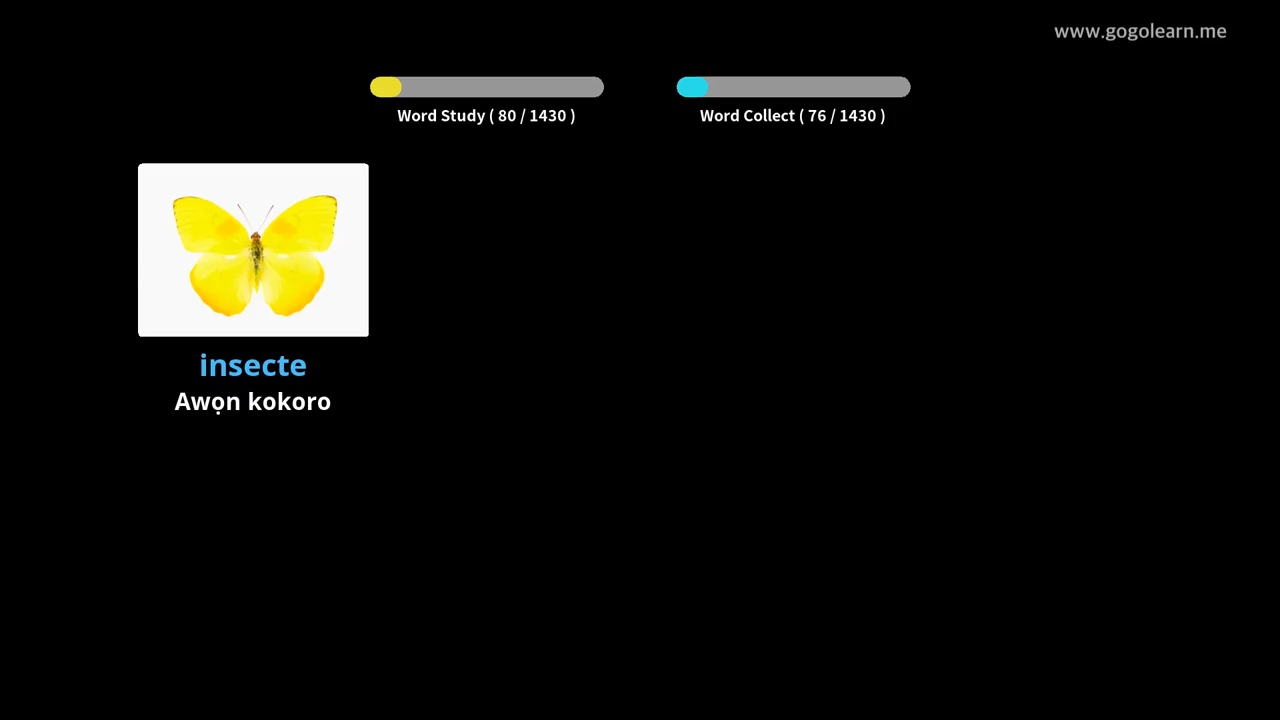 www.gogolearn.me
Word Study ( 80 / 1430 )
Word Collect ( 76 / 1430 )
insecte
Awọn kokoro